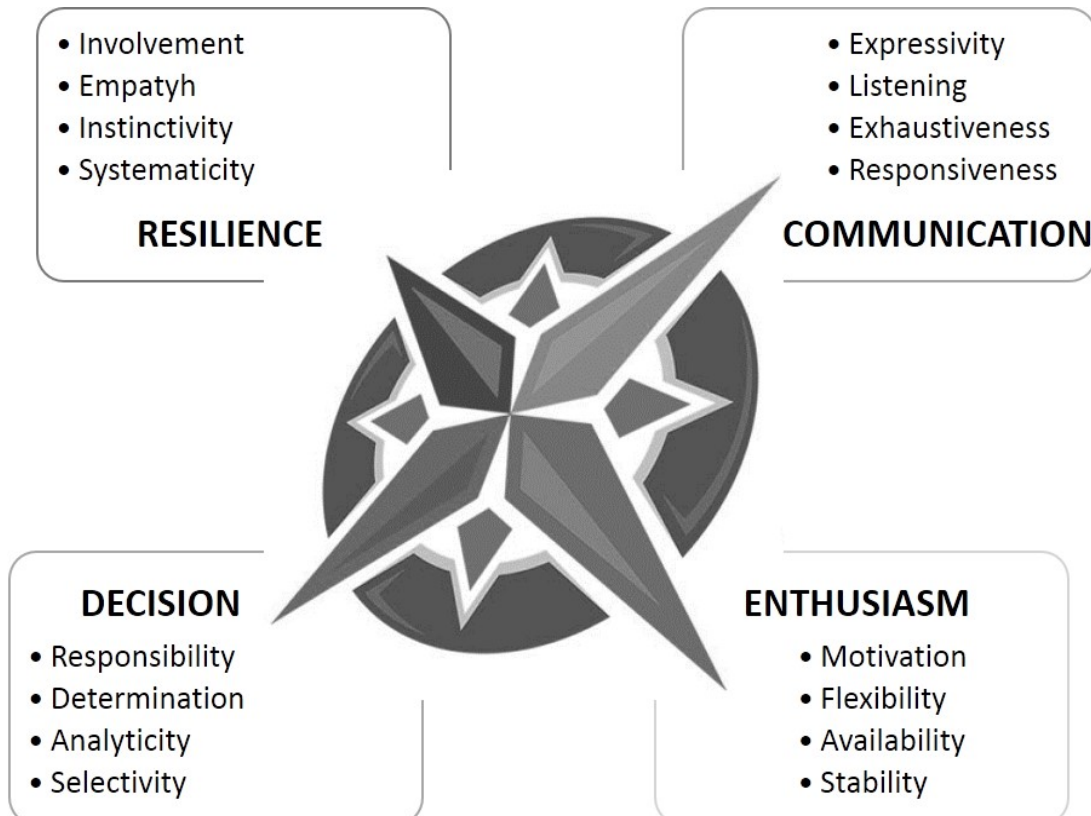 • Involvement
• Empatyh
• Instinctivity
• Systematicity
RESILIENCE
• Expressivity
• Listening
• Exhaustiveness
• Responsiveness
COMMUNICATION
DECISION
• Responsibility
• Determination
• Analyticity
• Selectivity
ENTHUSIASM
• Motivation
• Flexibility
• Availability
• Stability